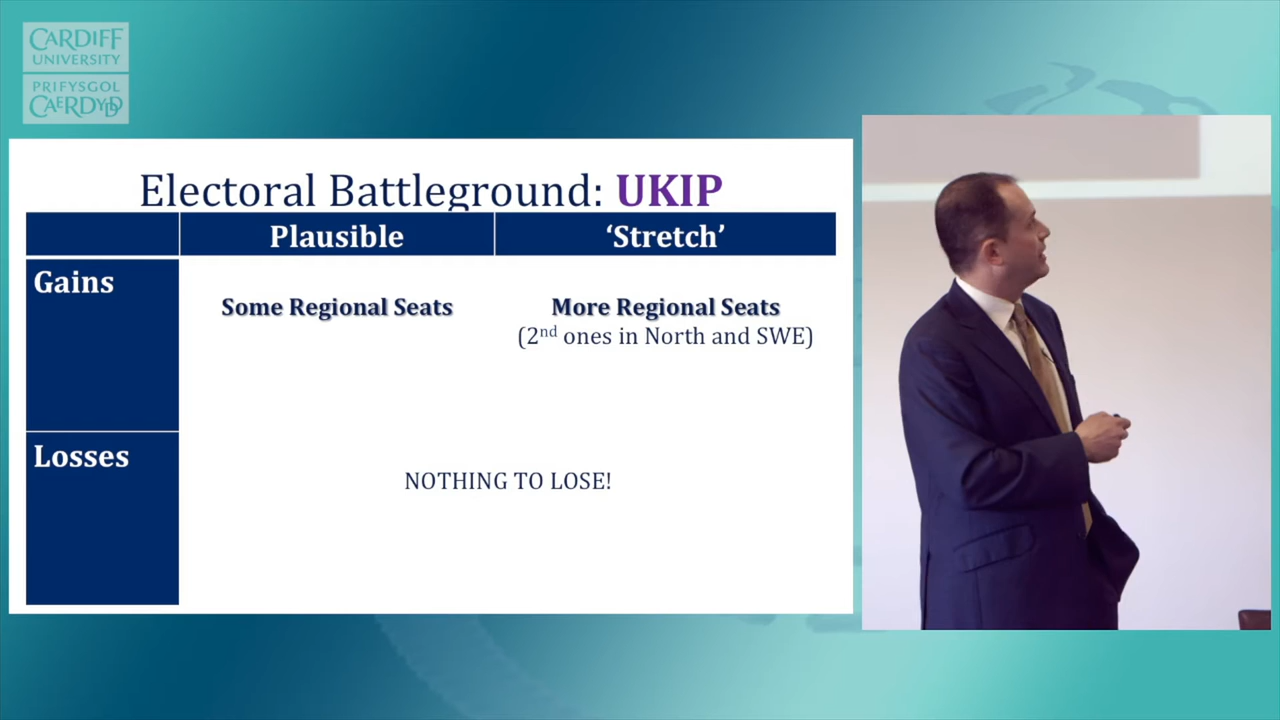 CARDIFF
UNIVERSITY
PRIFYSGOL
CAERDYDD
Electoral Battleground: UKIP
Plausible
‘Stretch’
Gains
Some Regional Seats
More Regional Seats
(2nd ones in North and SWE)
Losses
NOTHING TO LOSE!